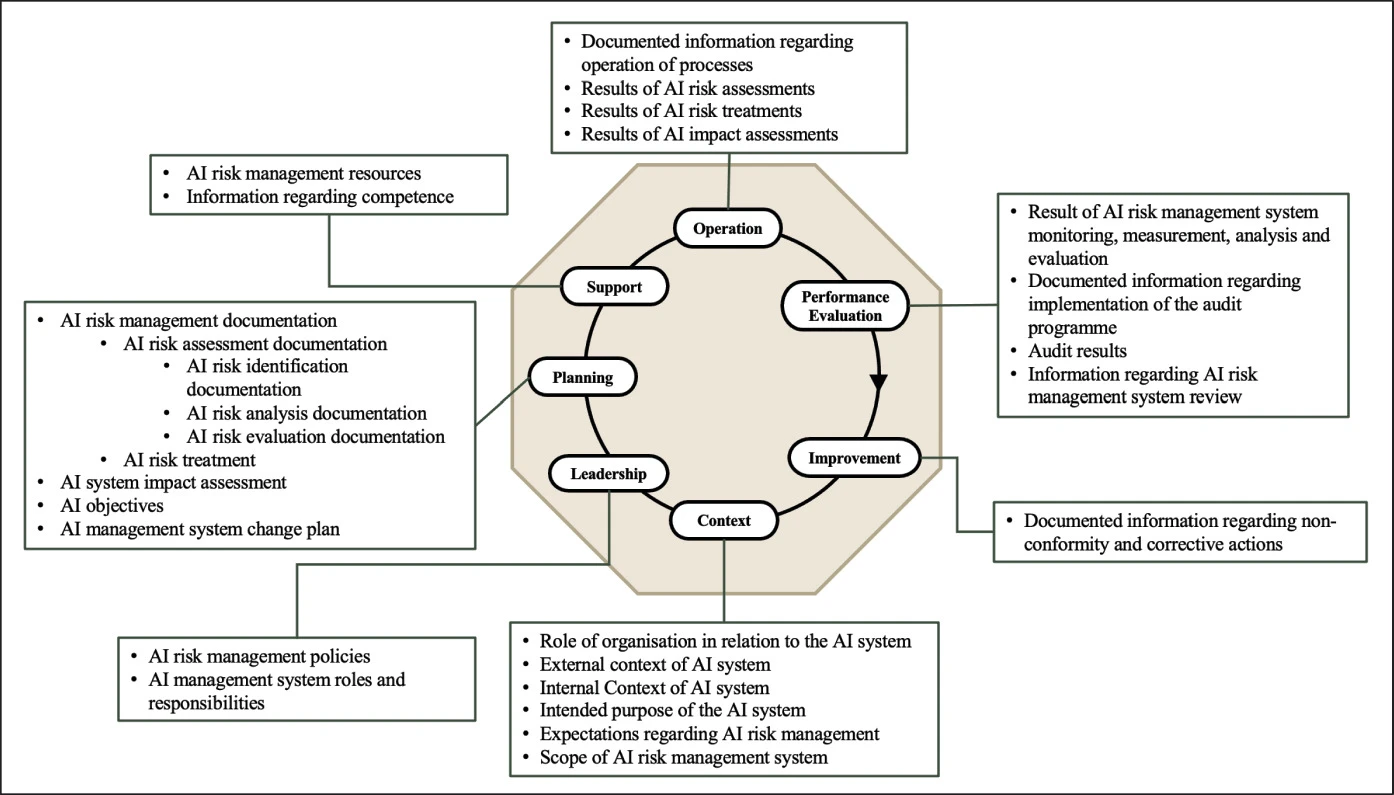 • Documented information regarding
operation of processes
• Results of AI risk assessments
• Results of AI risk treatments
• Results of AI impact assessments
• AI risk management resources
• Information regarding competence
• Result of AI risk management system
monitoring, measurement, analysis and
evaluation
• Documented information regarding
implementation of the audit
programme
• Audit results
• Information regarding AI risk
management system review
Operation
Support
Performance
Evaluation
• AI risk management documentation
• AI risk assessment documentation
• AI risk identification
documentation
• AI risk analysis documentation
• AI risk evaluation documentation
• AI risk treatment
• AI system impact assessment
• AI objectives
• AI management system change plan
Planning
Leadership
Improvement
Context
• Documented information regarding non-
conformity and corrective actions
• AI risk management policies
• AI management system roles and
responsibilities
• Role of organisation in relation to the AI system
• External context of AI system
• Internal Context of AI system
• Intended purpose of the AI system
• Expectations regarding AI risk management
• Scope of AI risk management system